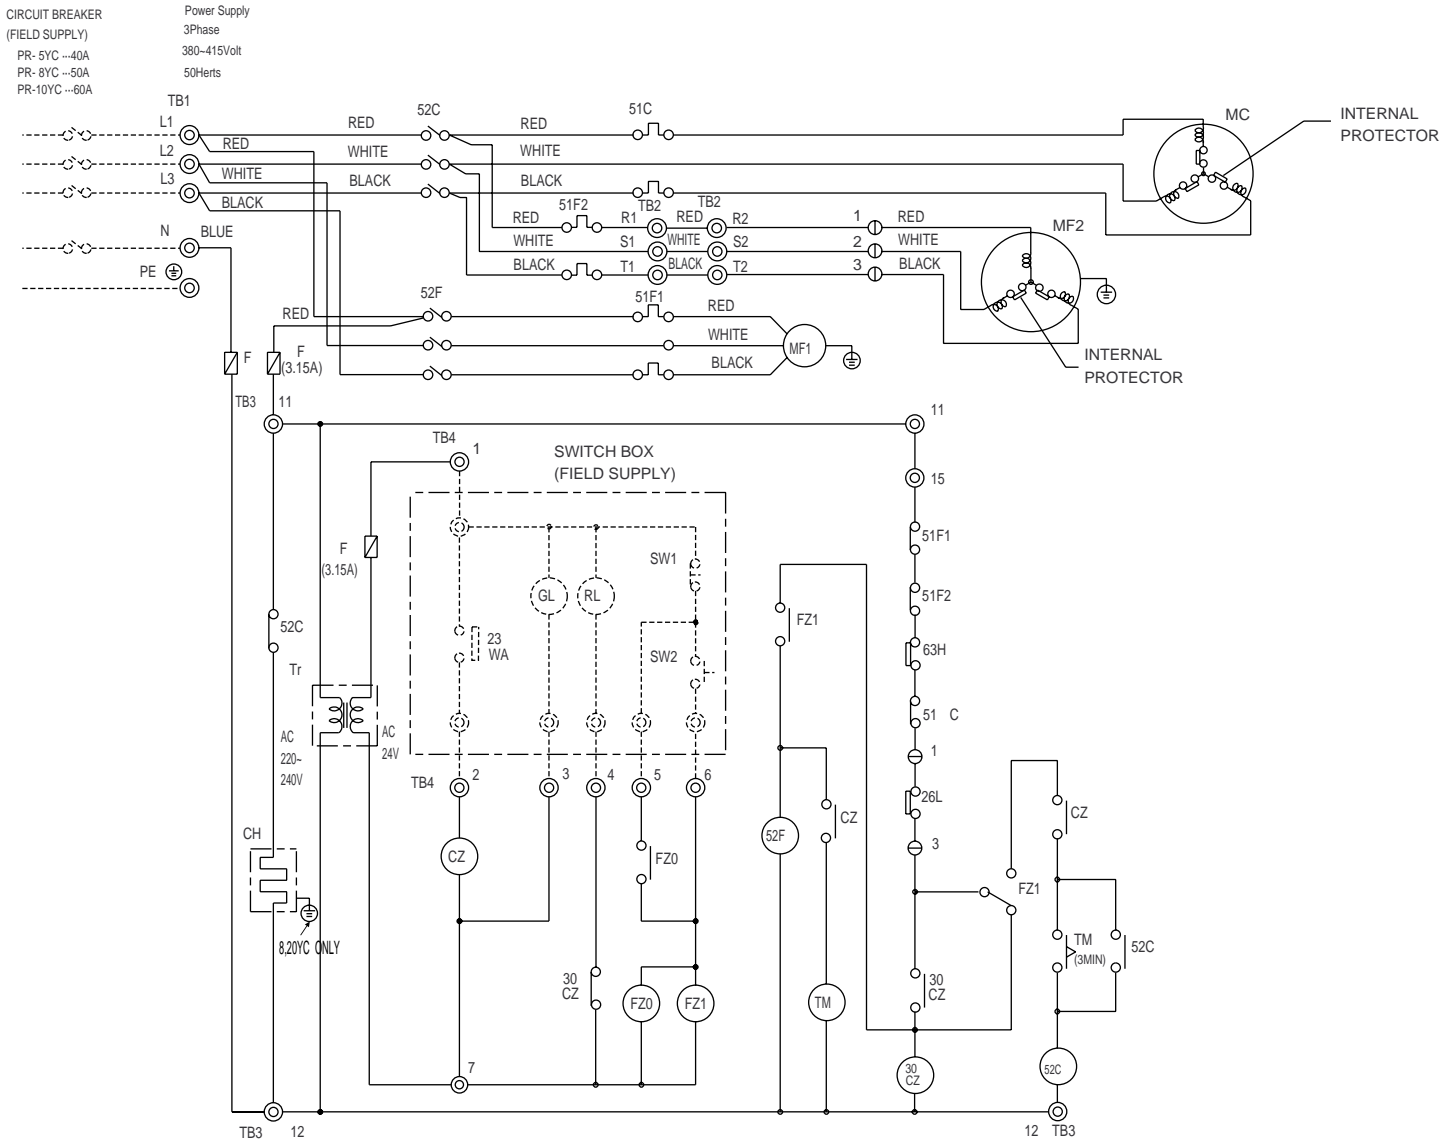 CIRCUIT BREAKER
(FIELD SUPPLY)
PR- 5YC ···40A
PR- 8YC ···50A
PR-10YC ···60A
Power Supply
3Phase
380~415Volt
50Herts
TB1
L1
RED
52C
RED
51C
MC
INTERNAL
PROTECTOR
RED
L2
WHITE
WHITE
WHITE
L3
BLACK
BLACK
BLACK
51F2
TB2
TB2
RED
R1
RED
R2
1
RED
MF2
N
BLUE
WHITE
S1
WHITE
S2
2
WHITE
PE
BLACK
T1
BLACK
T2
3
BLACK
52F
51F1
RED
RED
WHITE
MF1
BLACK
INTERNAL
PROTECTOR
F
F
(3.15A)
TB3
11
11
TB4
1
SWITCH BOX
(FIELD SUPPLY)
15
F
(3.15A)
SW1
51F1
GL
RL
51F2
52C
23
WA
SW2
FZ1
63H
Tr
51 C
AC
220~
240V
AC
24V
1
TB4
2
3
4
5
6
26L
CZ
52F
CZ
3
CH
CZ
FZ0
FZ1
8,20YC ONLY
TM
(3MIN)
52C
30
CZ
FZ0
FZ1
TM
30
CZ
7
30
CZ
52C
TB3
12
12
TB3